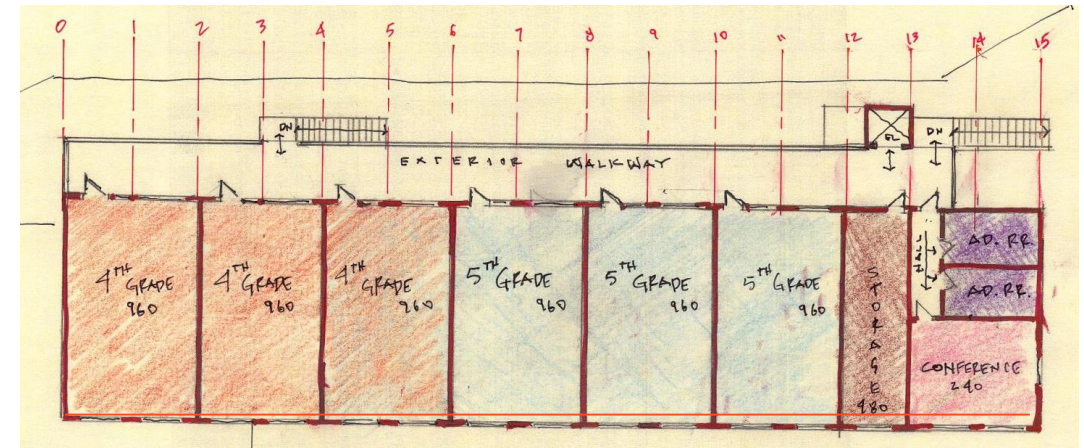 0 1 2 3 4 5 6 7 8 9 10 11 12 13 14 15
DN
EL
DN
EXTERIOR WALKWAY
4TH GRADE
960
4TH GRADE
960
4TH GRADE
960
5TH GRADE
960
5TH GRADE
960
5TH GRADE
960
STORAGE
480
HALL
AD. RR.
AD. RR.
CONFERENCE
240